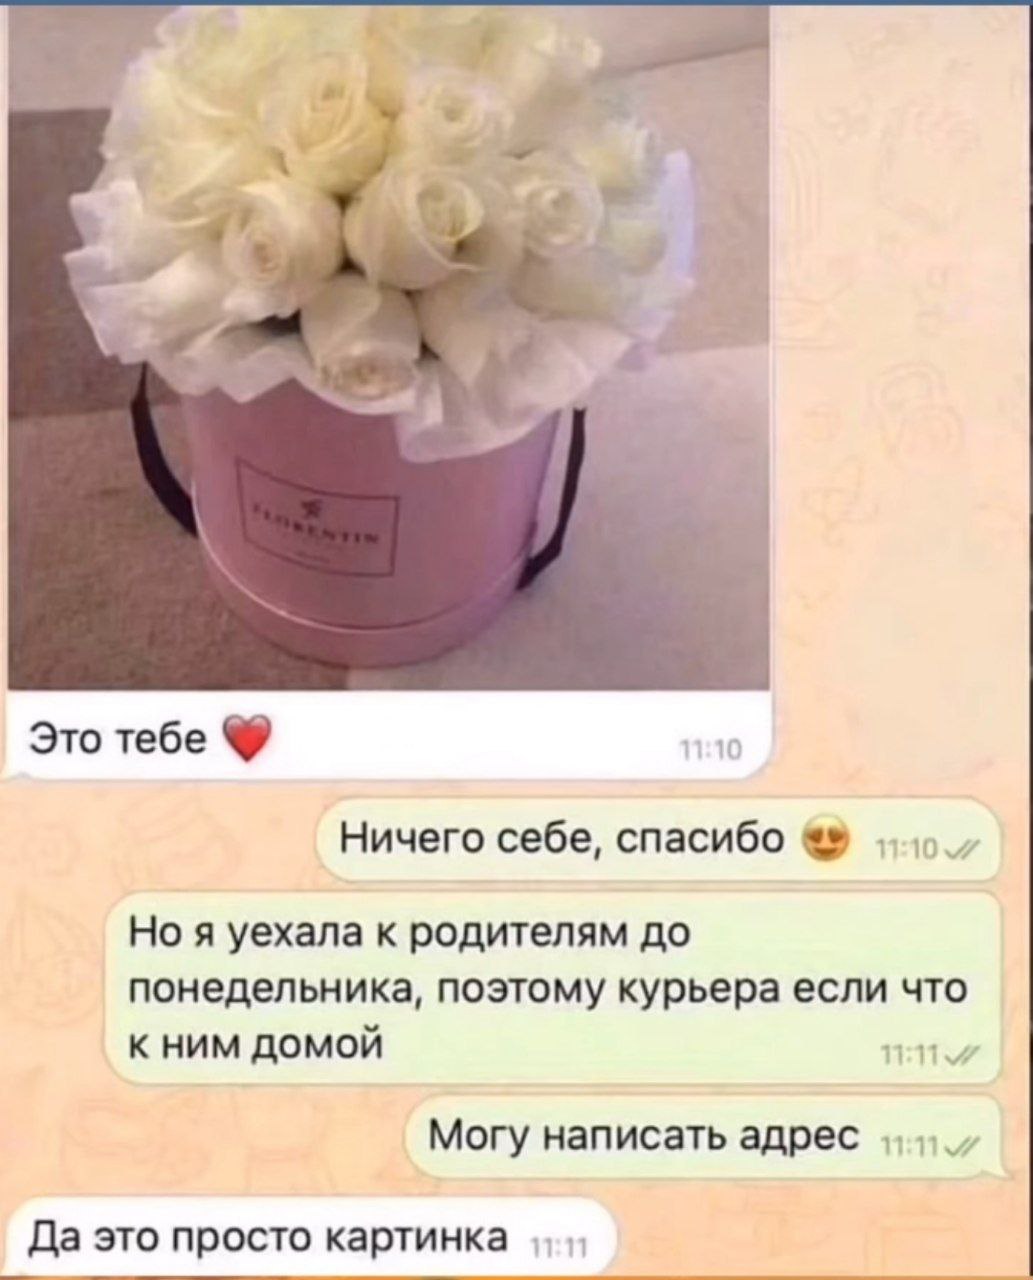 FLORENTIN
Это тебе ❤️
11:10
Ничего себе, спасибо 😍 11:10
Но я уехала к родителям до
понедельника, поэтому курьера если что
к ним домой
11:11
Могу написать адрес 11:11
Да это просто картинка 11:11